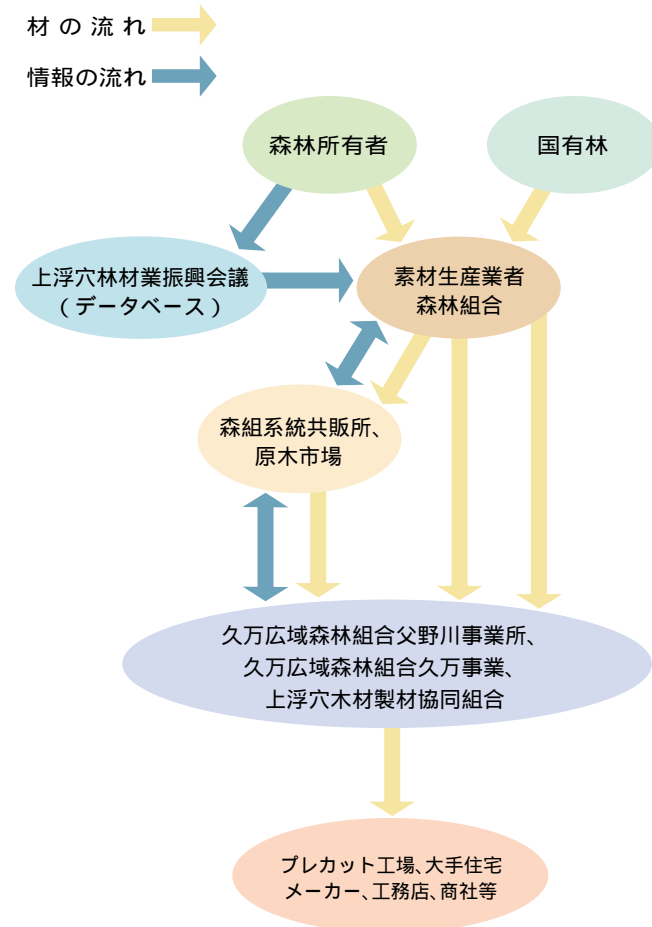 材の流れ
情報の流れ
森林所有者
国有林
上浮穴林材業振興会議
(データベース)
素材生産業者
森林組合
森組系統共販所、
原木市場
久万広域森林組合父野川事業所、
久万広域森林組合久万事業、
上浮穴木材製材協同組合
プレカット工場、大手住宅
メーカー、工務店、商社等